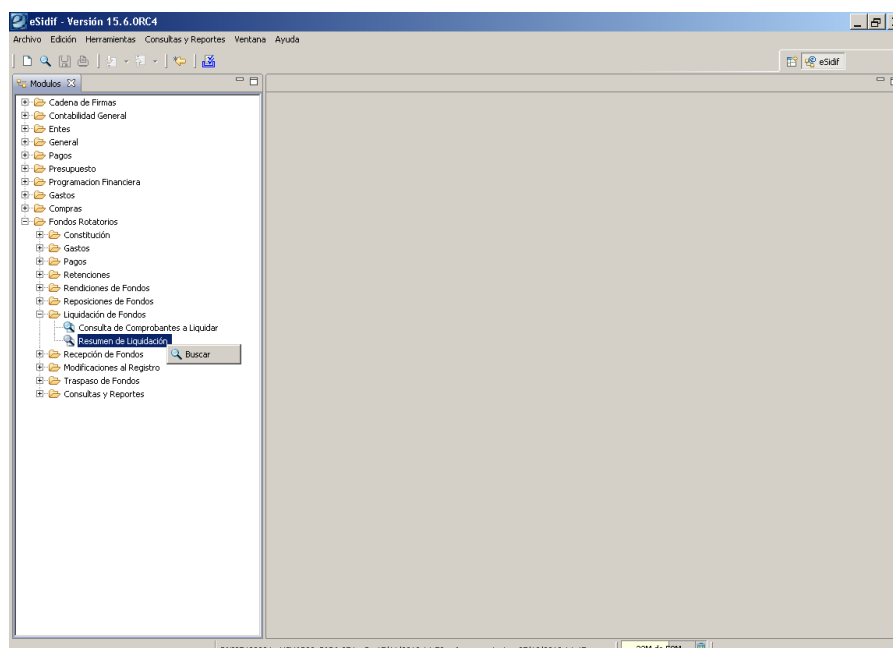 eSidif - Versión 15.6.0RC4
Archivo Edición Herramientas Consultas y Reportes Ventana Ayuda
eSidif
Modulos
Cadena de Firmas
Contabilidad General
Entes
General
Pagos
Presupuesto
Programacion Financiera
Gastos
Compras
Fondos Rotatorios
Constitución
Gastos
Pagos
Retenciones
Rendiciones de Fondos
Reposiciones de Fondos
Liquidación de Fondos
Consulta de Comprobantes a Liquidar
Resumen de Liquidación
Buscar
Recepción de Fondos
Modificaciones al Registro
Traspaso de Fondos
Consultas y Reportes